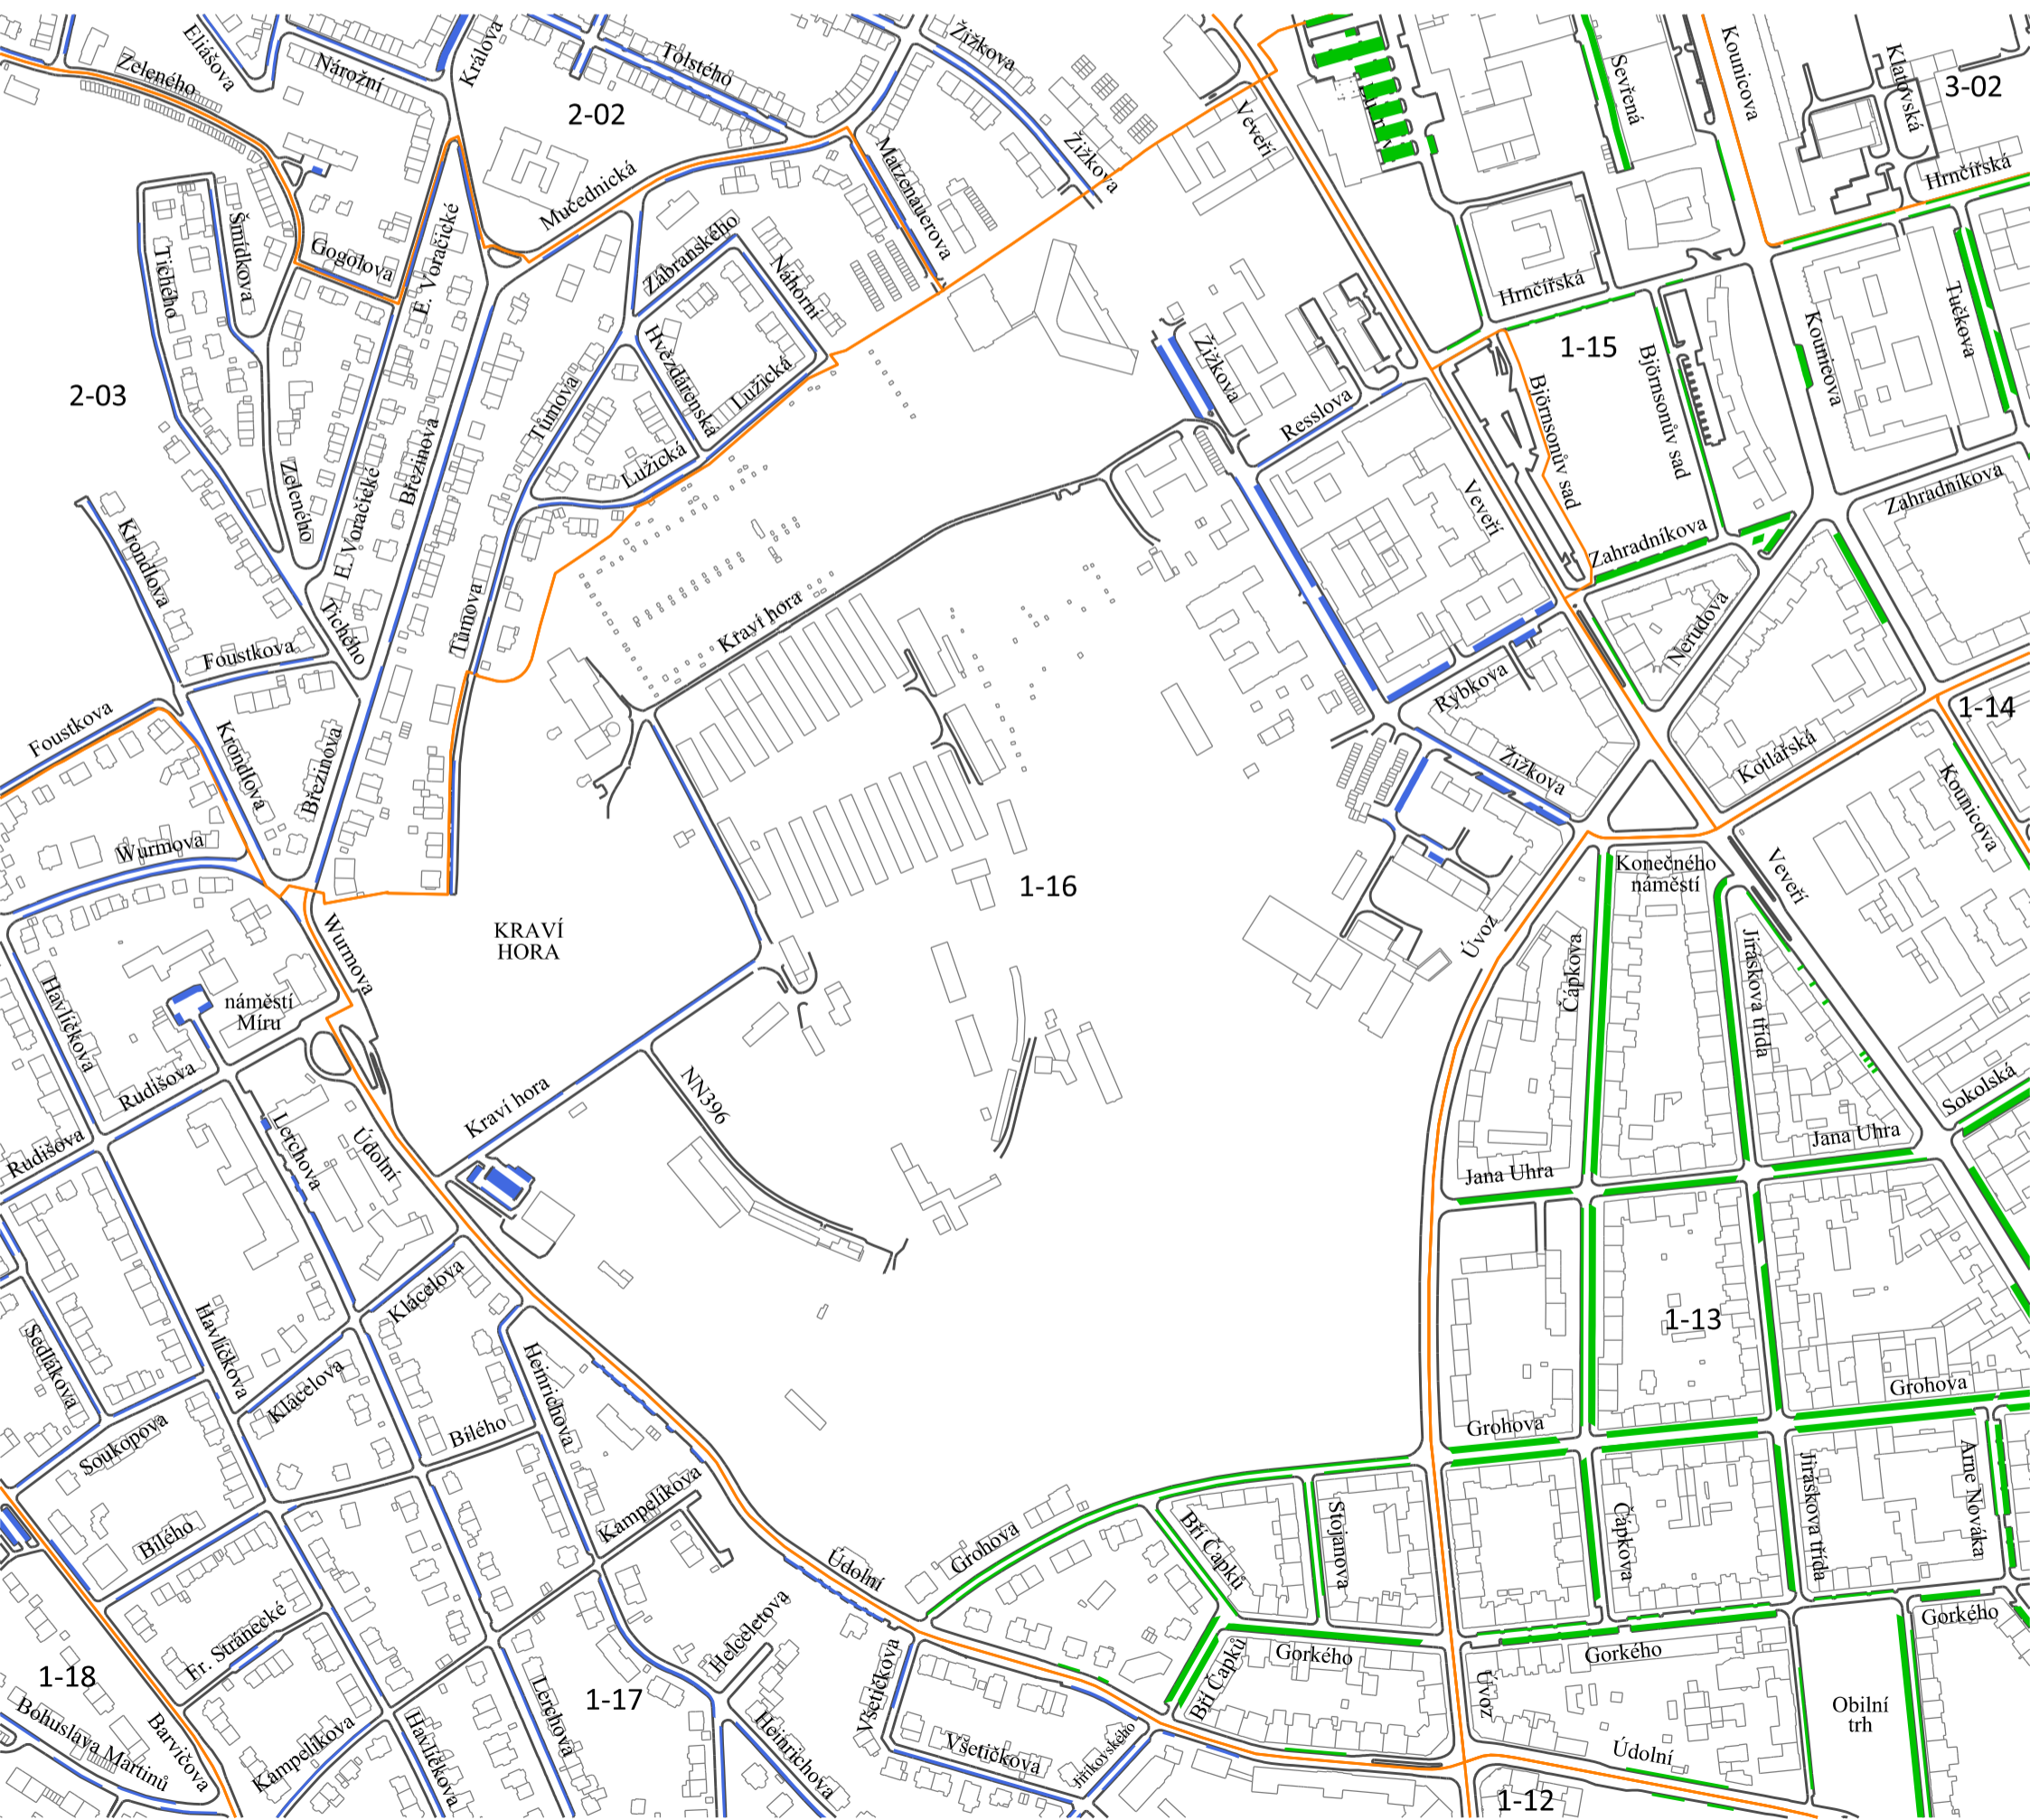 Eliášova
Králova
Žižkova
Tolstého
Zeleného
Nárožní
Kounicova
Sevřená
Klatovská
3-02
2-02
Veveří
Žižkova
Matzenauerova
Mučednická
Hrnčířská
Šmídkova
Tichého
Gogolova
E. Voračické
Zábranského
Náhorní
Hrnčířská
Tučkova
Kounicova
1-15
Björnsonův sad
Björnsonův sad
Žižkova
Hvězdárenská
Lužická
2-03
Tůmova
Resslova
Březinova
Lužická
Zeleného
E. Voračické
Veveří
Zahradníkova
Zahradníkova
Krondlova
Kraví hora
Tůmova
Tichého
Nerudova
Foustkova
Rybkova
Foustkova
1-14
Krondlova
Březinova
Žižkova
Kotlářská
Kounicova
Wurmova
Konečného
náměstí
Veveří
1-16
KRAVÍ
HORA
Wurmova
Úvoz
Čápkova
Jiráskova třída
Havlíčkova
náměstí
Míru
Rudišova
NN396
Kraví hora
Sokolská
Lerchova
Údolní
Rudišova
Jana Uhra
Jana Uhra
Klácelova
Havlíčkova
Sedlákova
Heinrichova
1-13
Klácelova
Grohova
Soukopova
Bílého
Grohova
Kampelíkova
Jiráskova třída
Arne Nováka
Bílého
Čápkova
Stojanova
Bří Čapků
Grohova
Údolní
Fr. Stránecké
Helceletova
Gorkého
Gorkého
Gorkého
Všetičkova
Bří Čapků
1-18
1-17
Lerchova
Úvoz
Obilní
trh
Bohuslava Martinů
Barvičova
Kampelíkova
Havlíčkova
Heinrichova
Všetičkova
Jiříkovského
Údolní
1-12